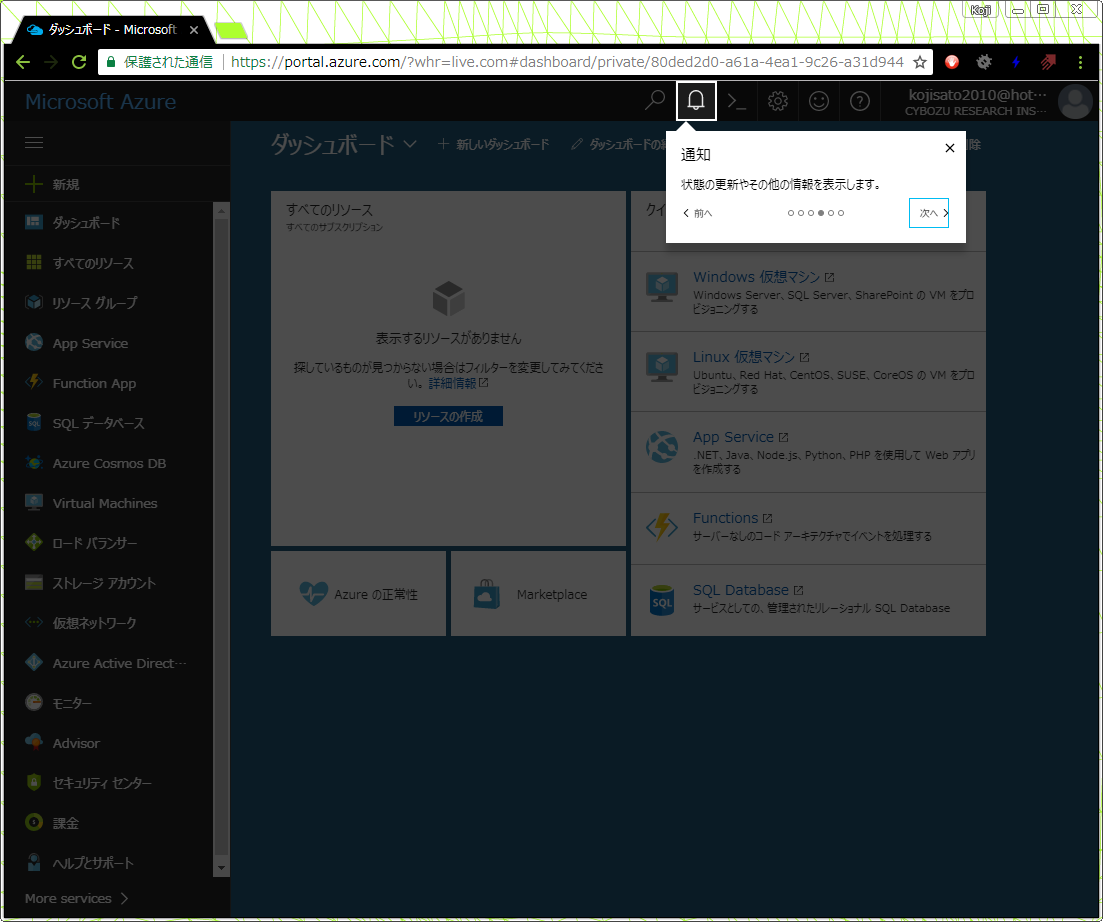 Koji
ダッシュボード - Microsoft
保護された通信
https://portal.azure.com/?whr=live.com#dashboard/private/80ded2d0-a61a-4ea1-9c26-a31d944
Microsoft Azure
kojisato2010@hot…
CYBOZU RESEARCH INS…
ダッシュボード
新しいダッシュボード
ダッシュボードの
除
通知
状態の更新やその他の情報を表示します。
前へ
次へ
新規
ダッシュボード
すべてのリソース
リソース グループ
App Service
Function App
SQL データベース
Azure Cosmos DB
Virtual Machines
ロード バランサー
ストレージ アカウント
仮想ネットワーク
Azure Active Direct…
モニター
Advisor
セキュリティ センター
課金
ヘルプとサポート
More services
すべてのリソース
すべてのサブスクリプション
表示するリソースがありません
探しているものが見つからない場合はフィルターを変更してみてくださ
い。詳細情報
リソースの作成
Azure の正常性
Marketplace
クイ
Windows 仮想マシン
Windows Server、SQL Server、SharePoint の VM をプロ
ビジョニングする
Linux 仮想マシン
Ubuntu、Red Hat、CentOS、SUSE、CoreOS の VM をプロ
ビジョニングする
App Service
.NET、Java、Node.js、Python、PHP を使用して Web アプリ
を作成する
Functions
サーバーなしのコード アーキテクチャでイベントを処理する
SQL
SQL Database
サービスとしての、管理されたリレーショナル SQL Database